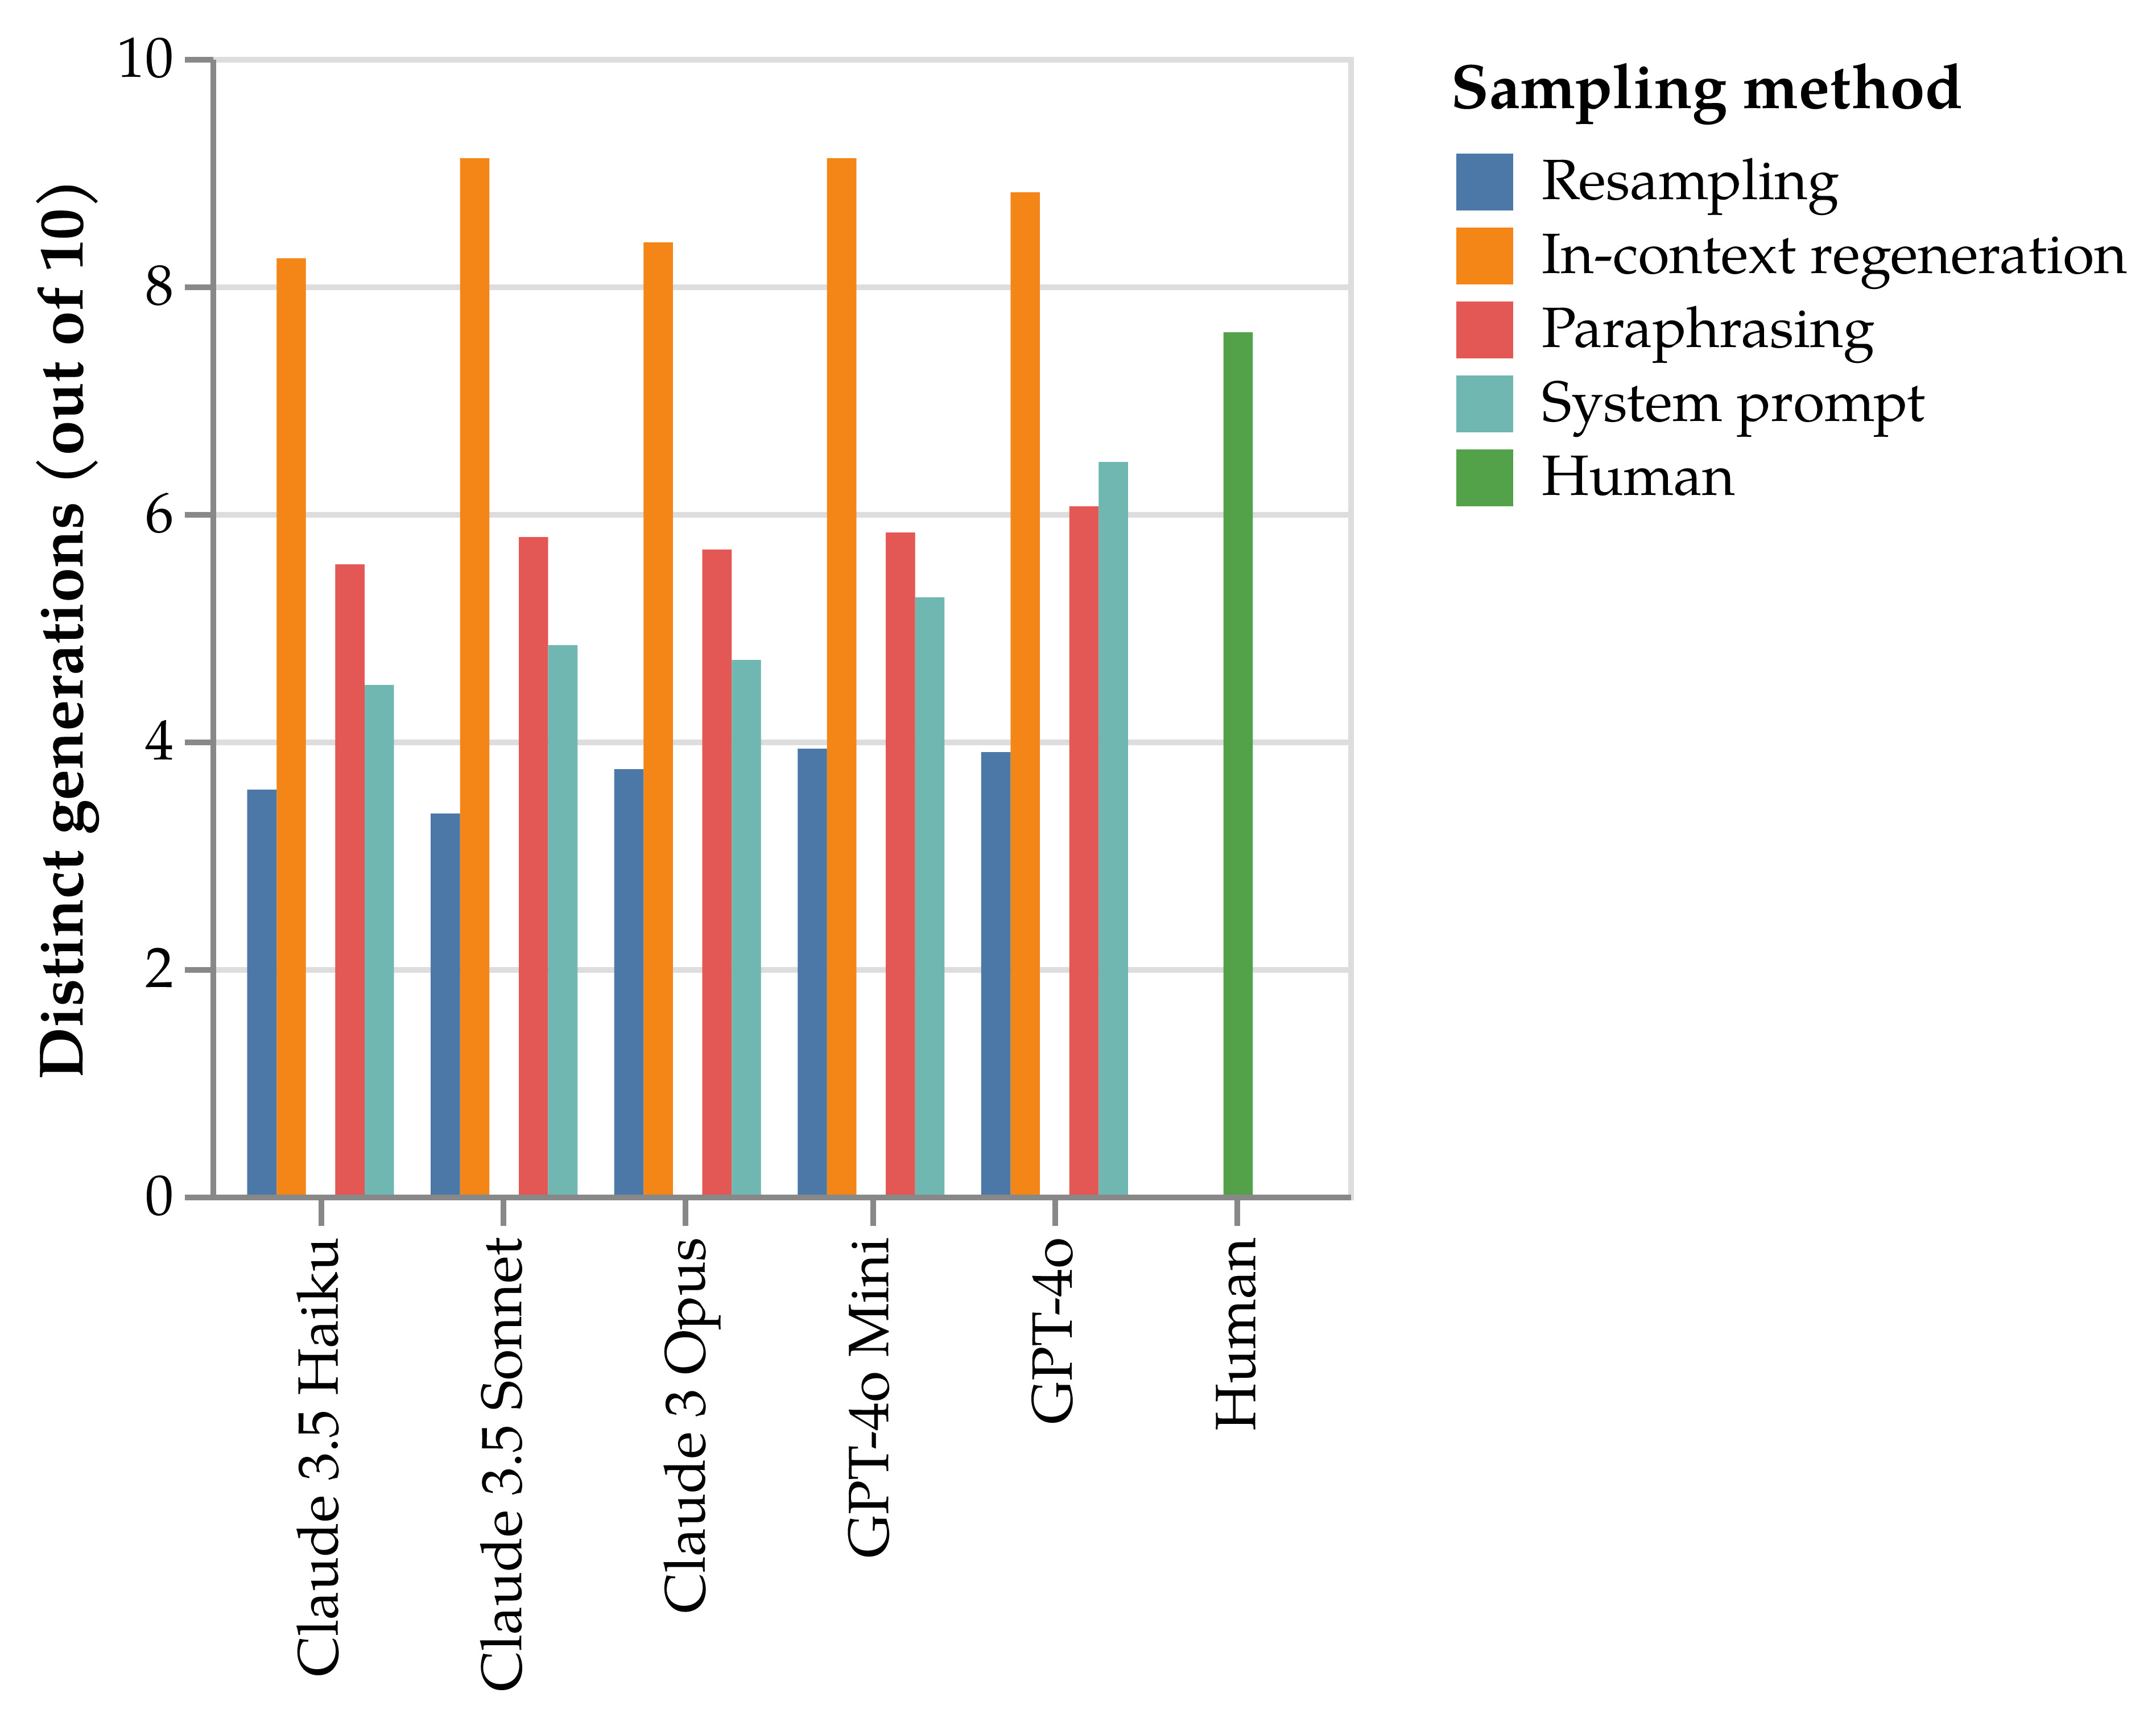 Distinct generations (out of 10)
10
8
6
4
2
0
Claude 3.5 Haiku
Claude 3.5 Sonnet
Claude 3 Opus
GPT-4o Mini
GPT-4o
Human
Sampling method
Resampling
In-context regeneration
Paraphrasing
System prompt
Human